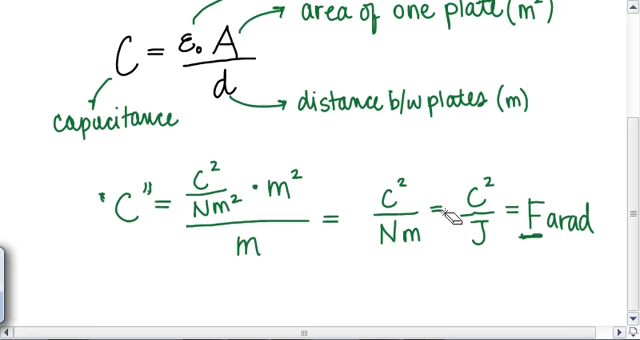 area of one plate (m²)
C = ε₀ A / d
capacitance
distance b/w plates (m)
"C" = C²/Nm² · m² / m = C²/Nm = C²/J = Farad